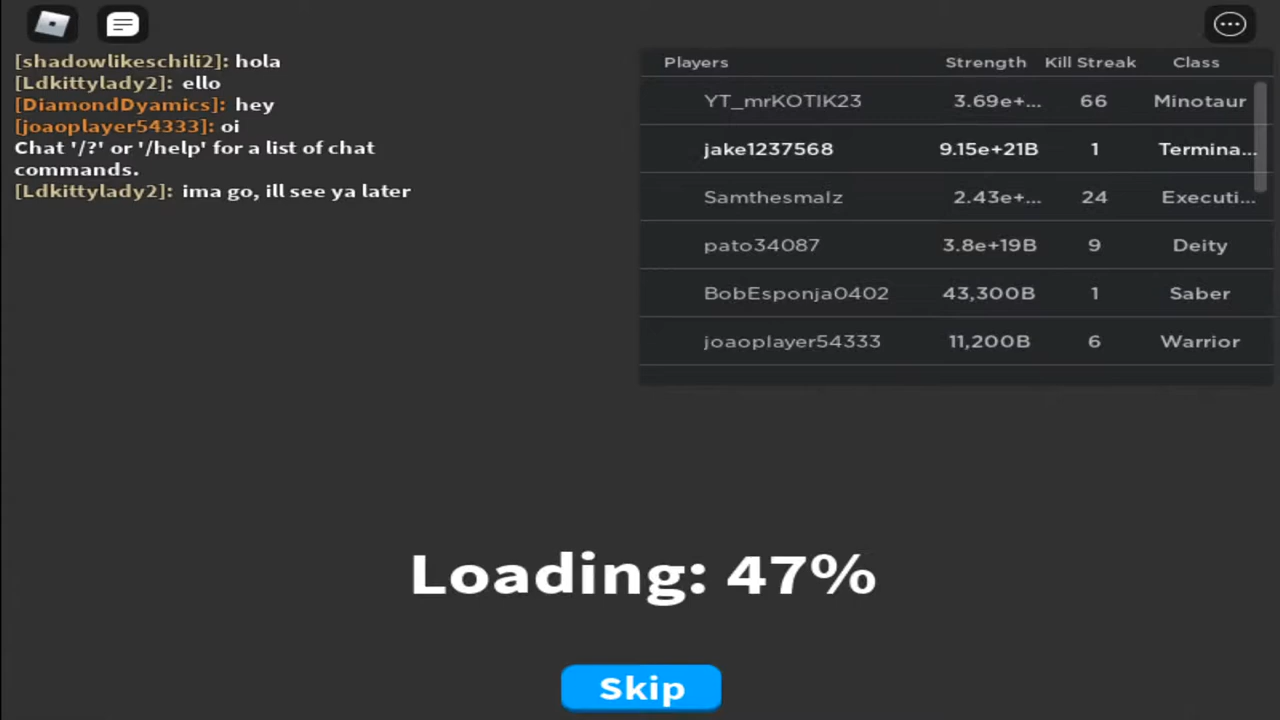 [shadowlikeschili2]: hola
[Ldkittylady2]: ello
[DiamondDyamics]: hey
[joaoplayer54333]: oi
Chat '/?' or '/help' for a list of chat
commands.
[Ldkittylady2]: ima go, ill see ya later
Players Strength Kill Streak Class
YT_mrKOTIK23 3.69e+... 66 Minotaur
jake1237568 9.15e+21B 1 Termina...
Samthesmalz 2.43e+... 24 Executi...
pato34087 3.8e+19B 9 Deity
BobEsponja0402 43,300B 1 Saber
joaoplayer54333 11,200B 6 Warrior
Loading: 47%
Skip